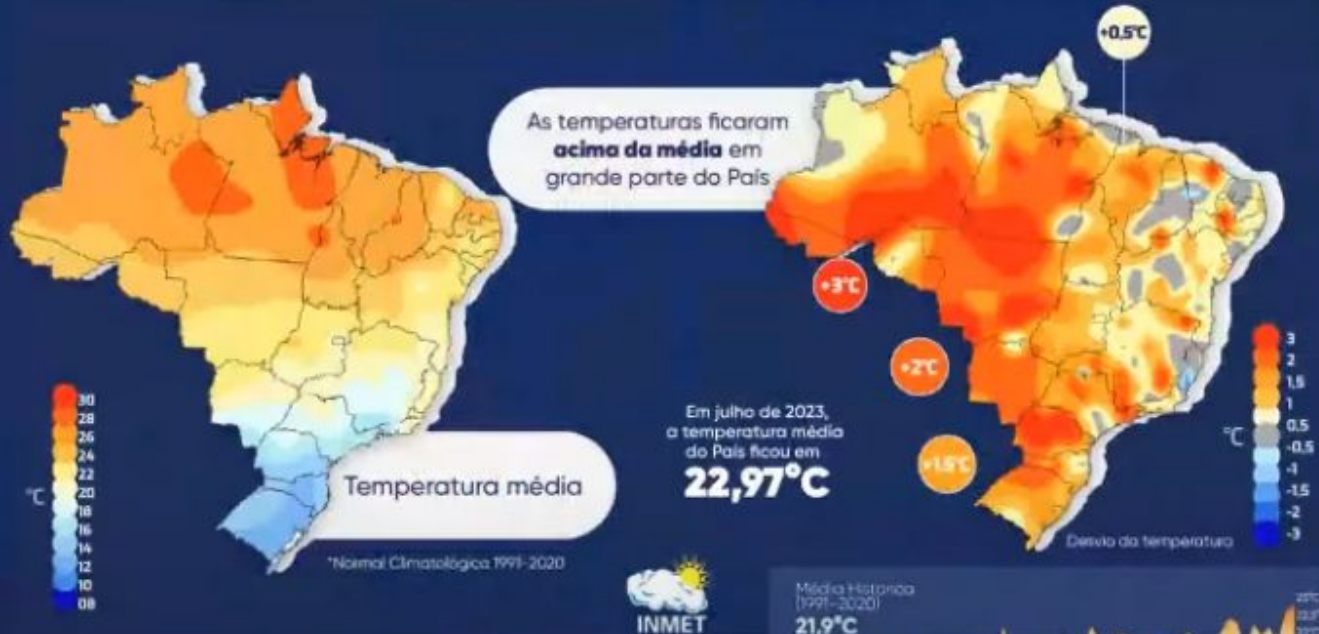 +0,5°C
As temperaturas ficaram
acima da média em
grande parte do País
+3°C
+2°C
+1,5°C
Em julho de 2023,
a temperatura média
do País ficou em
22,97°C
°C
30
28
26
24
22
20
18
16
14
12
10
08
Temperatura média
*Normal Climatológica 1991-2020
°C
3
2
1,5
1
0,5
-0,5
-1
-1,5
-2
-3
Desvio da temperatura
INMET
Média Histórica
(1991-2020)
21,9°C